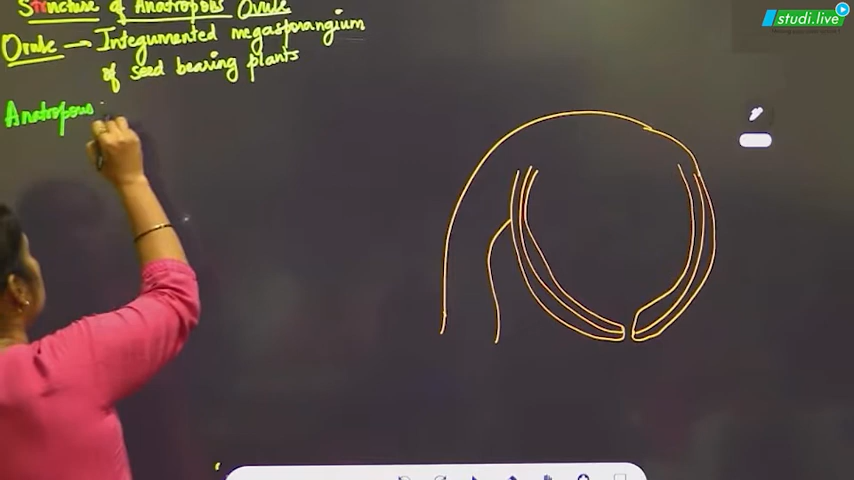 Structure of Anatropous Ovule
Ovule → Integumented megasporangium
of seed bearing plants
Anatropous
studi.live